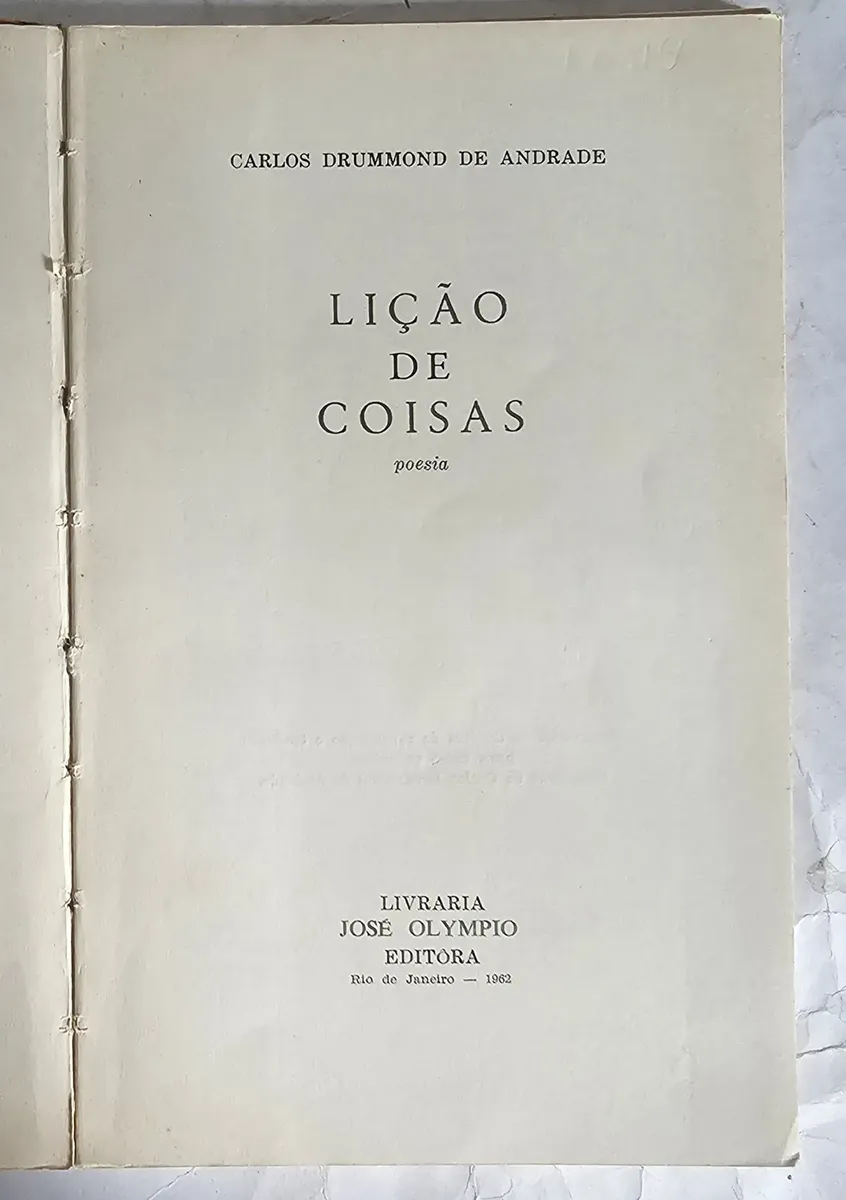 CARLOS DRUMMOND DE ANDRADE
LIÇÃO
DE
COISAS
poesia
LIVRARIA
JOSÉ OLYMPIO
EDITÔRA
Rio de Janeiro — 1962